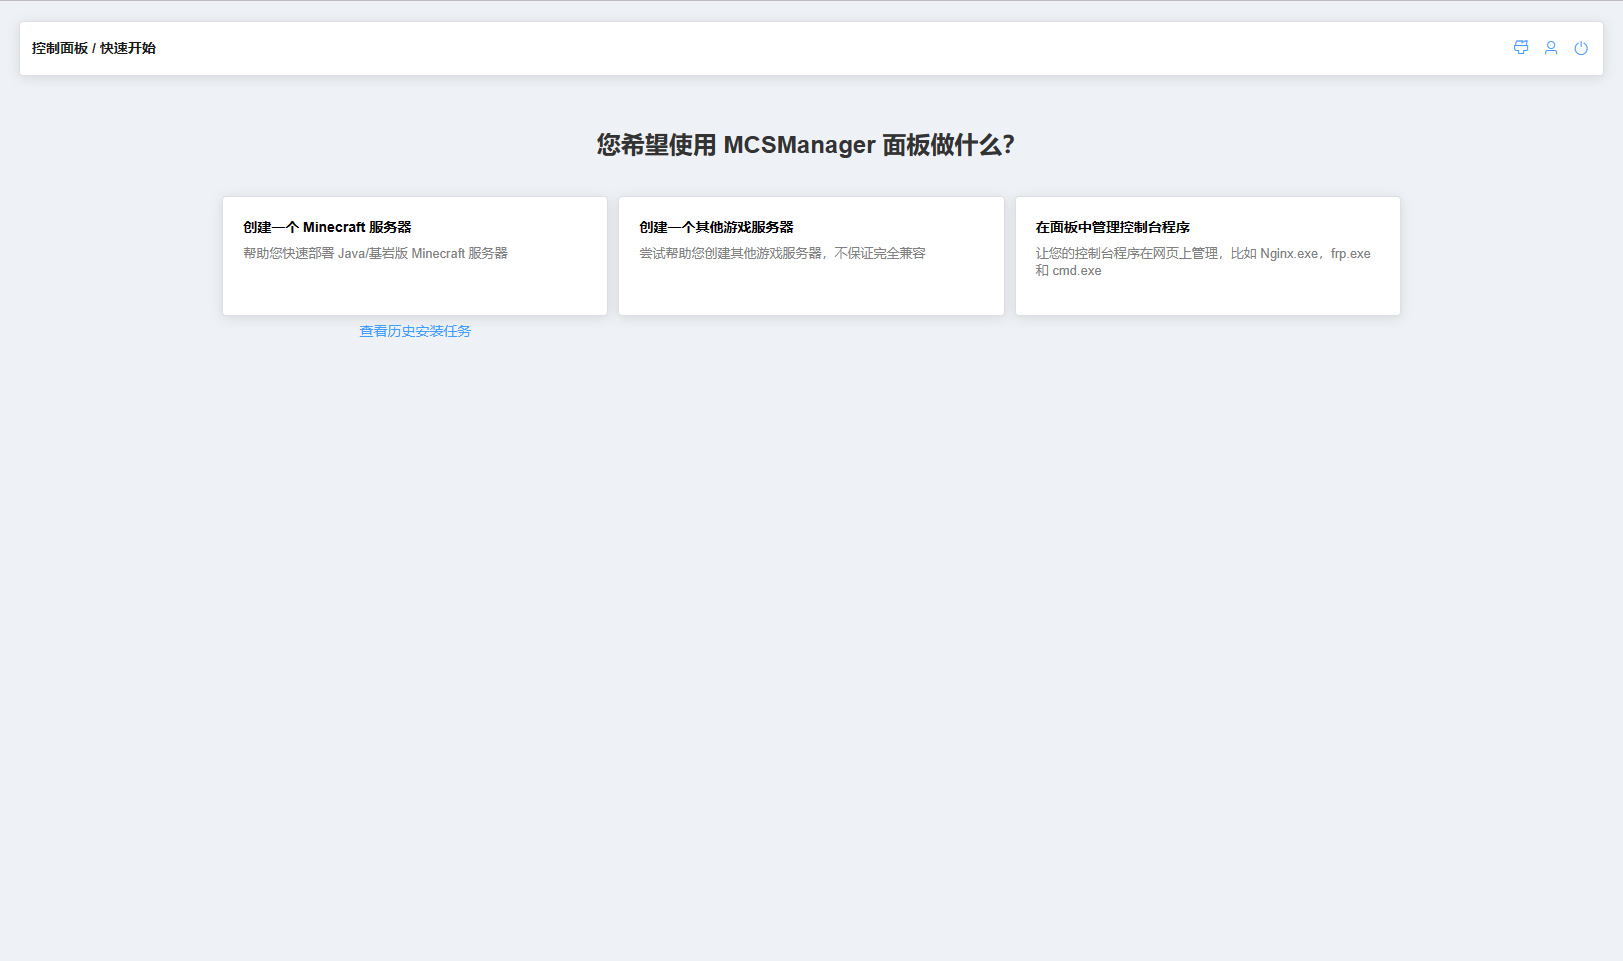 控制面板 / 快速开始
您希望使用 MCSManager 面板做什么?
创建一个 Minecraft 服务器
帮助您快速部署 Java/基岩版 Minecraft 服务器
创建一个其他游戏服务器
尝试帮助您创建其他游戏服务器，不保证完全兼容
在面板中管理控制台程序
让您的控制台程序在网页上管理，比如 Nginx.exe，frp.exe
和 cmd.exe
查看历史安装任务